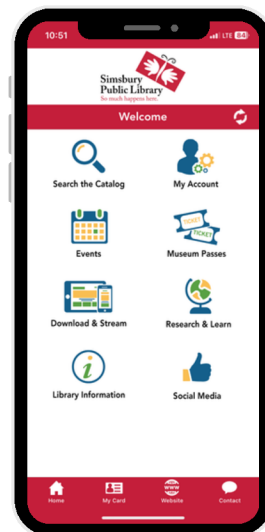 10:51
LTE 64
Simsbury
Public Library
So much happens here.
Welcome
Search the Catalog
My Account
Events
TICKET
TICKET
Museum Passes
Download & Stream
Research & Learn
i
Library Information
Social Media
Home
My Card
WWW
Website
Contact